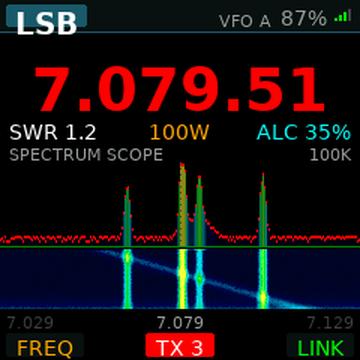 LSB VFO A 87%
7.079.51
SWR 1.2 100W ALC 35%
SPECTRUM SCOPE 100K
7.029 7.079 7.129
FREQ TX 3 LINK